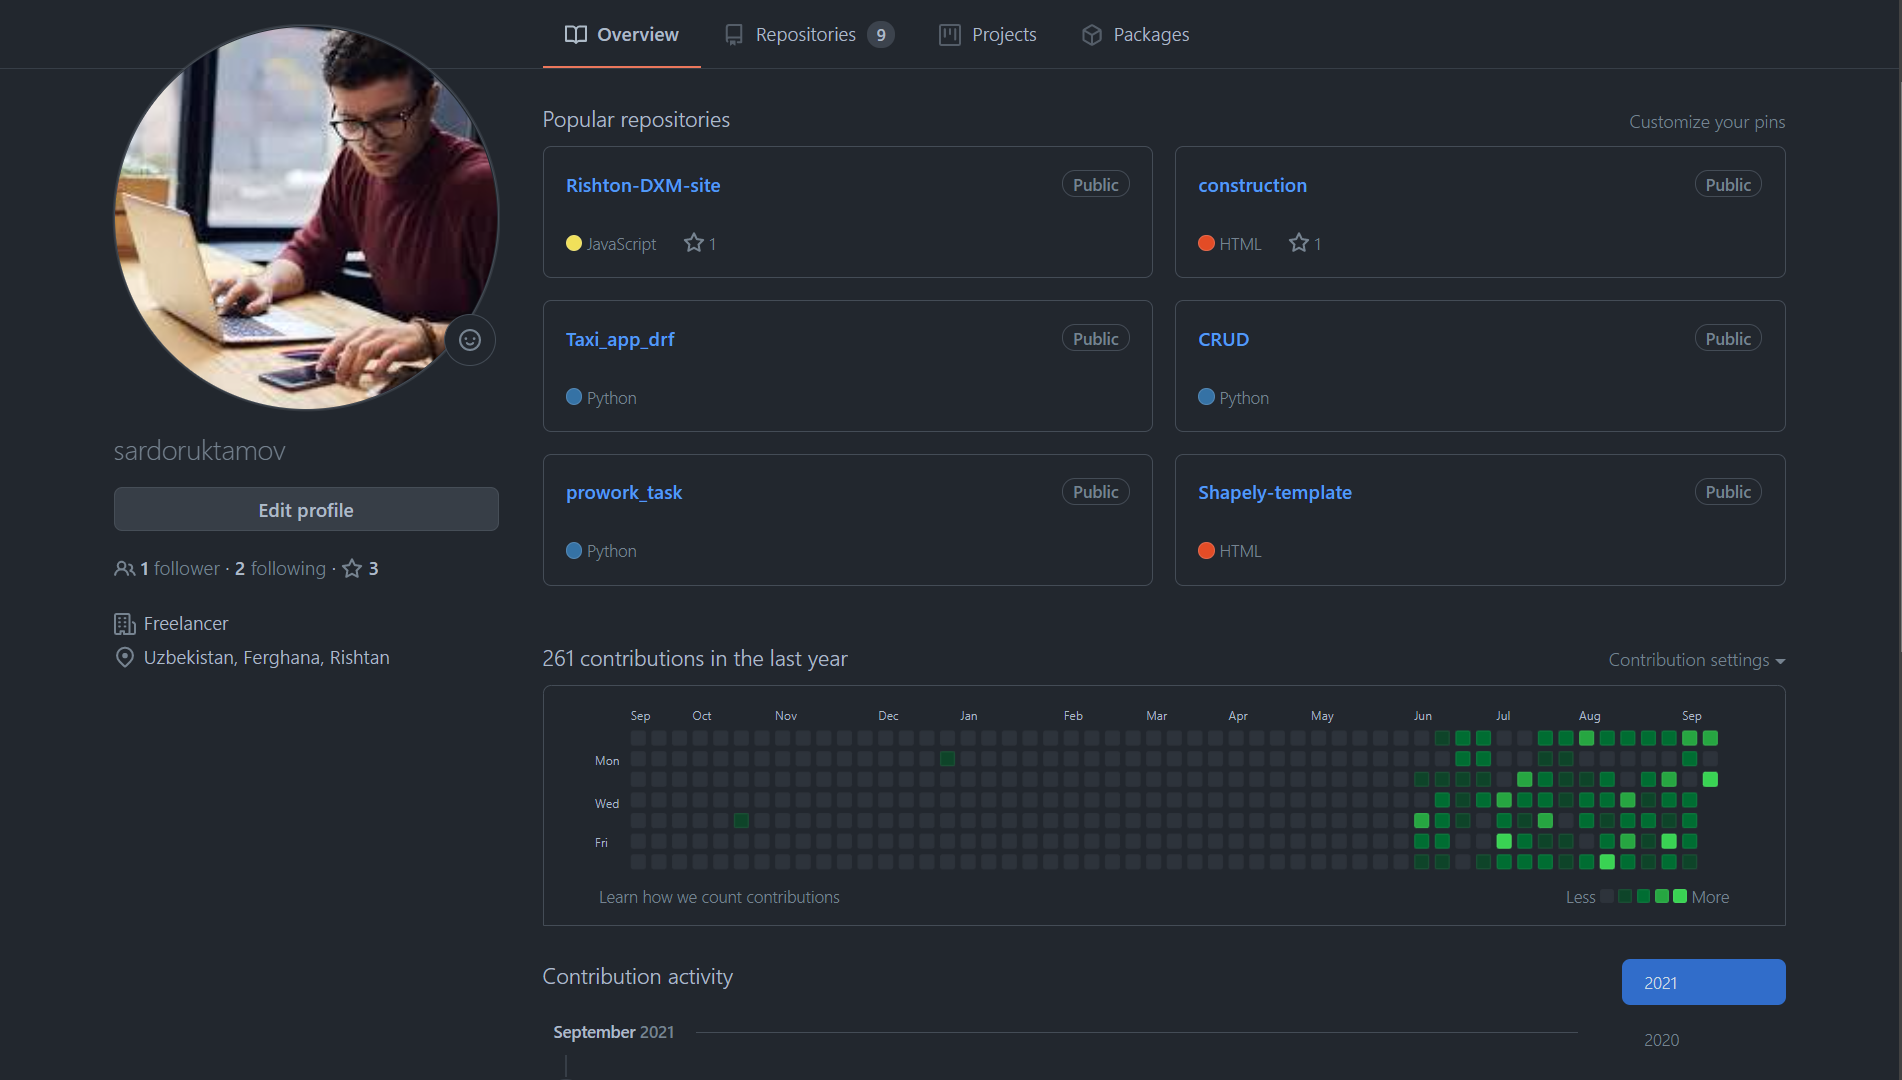 Overview Repositories 9 Projects Packages
sardoruktamov
Edit profile
1 follower · 2 following · 3
Freelancer
Uzbekistan, Ferghana, Rishtan
Popular repositories Customize your pins
Rishton-DXM-site Public
JavaScript 1
construction Public
HTML 1
Taxi_app_drf Public
Python
CRUD Public
Python
prowork_task Public
Python
Shapely-template Public
HTML
261 contributions in the last year Contribution settings
Sep Oct Nov Dec Jan Feb Mar Apr May Jun Jul Aug Sep
Mon
Wed
Fri
Learn how we count contributions Less More
Contribution activity
2021
September 2021
2020